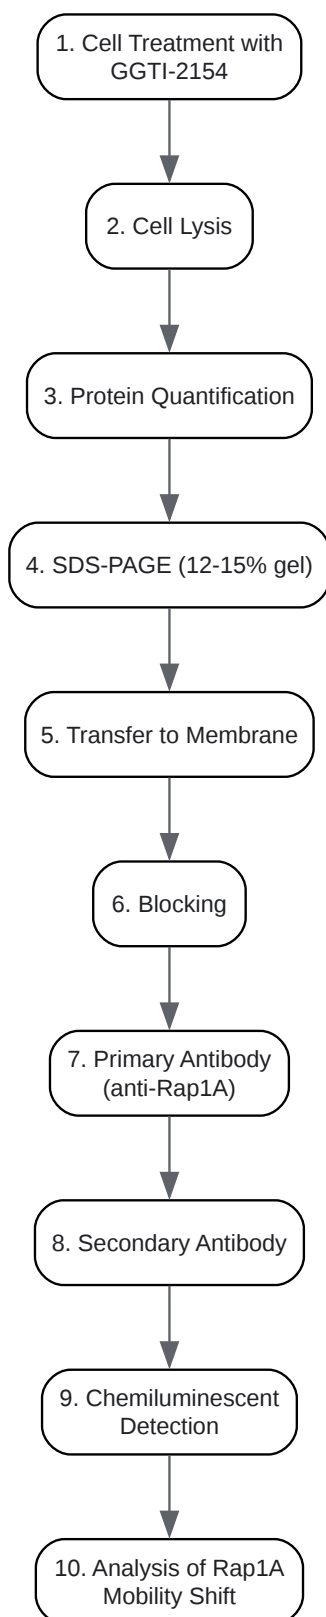 1. Cell Treatment with
GGTI-2154
2. Cell Lysis
3. Protein Quantification
4. SDS-PAGE (12-15% gel)
5. Transfer to Membrane
6. Blocking
7. Primary Antibody
(anti-Rap1A)
8. Secondary Antibody
9. Chemiluminescent
Detection
10. Analysis of Rap1A
Mobility Shift